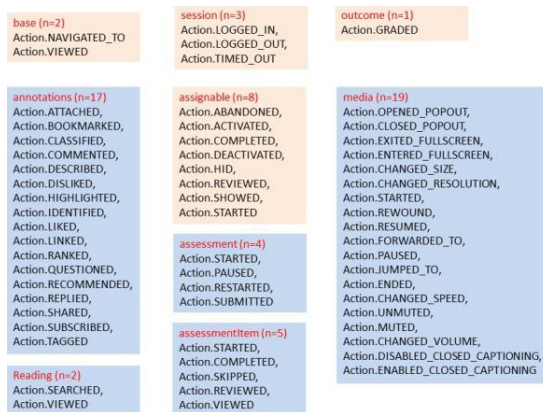 base (n=2)
Action.NAVIGATED_TO
Action.VIEWED
session (n=3)
Action.LOGGED_IN,
Action.LOGGED_OUT,
Action.TIMED_OUT
outcome (n=1)
Action.GRADED
annotations (n=17)
Action.ATTACHED,
Action.BOOKMARKED,
Action.CLASSIFIED,
Action.COMMENTED,
Action.DESCRIBED,
Action.DISLIKED,
Action.HIGHLIGHTED,
Action.IDENTIFIED,
Action.LIKED,
Action.LINKED,
Action.RANKED,
Action.QUESTIONED,
Action.RECOMMENDED,
Action.REPLIED,
Action.SHARED,
Action.SUBSCRIBED,
Action.TAGGED
Reading (n=2)
Action.SEARCHED,
Action.VIEWED
assignable (n=8)
Action.ABANDONED,
Action.ACTIVATED,
Action.COMPLETED,
Action.DEACTIVATED,
Action.HID,
Action.REVIEWED,
Action.SHOWED,
Action.STARTED
assessment (n=4)
Action.STARTED,
Action.PAUSED,
Action.RESTARTED,
Action.SUBMITTED
assessmentItem (n=5)
Action.STARTED,
Action.COMPLETED,
Action.SKIPPED,
Action.REVIEWED,
Action.VIEWED
media (n=19)
Action.OPENED_POPOUT,
Action.CLOSED_POPOUT,
Action.EXITED_FULLSCREEN,
Action.ENTERED_FULLSCREEN,
Action.CHANGED_SIZE,
Action.CHANGED_RESOLUTION,
Action.STARTED,
Action.REWOUND,
Action.RESUMED,
Action.FORWARDED_TO,
Action.PAUSED,
Action.JUMPED_TO,
Action.ENDED,
Action.CHANGED_SPEED,
Action.UNMUTED,
Action.MUTED,
Action.CHANGED_VOLUME,
Action.DISABLED_CLOSED_CAPTIONING,
Action.ENABLED_CLOSED_CAPTIONING